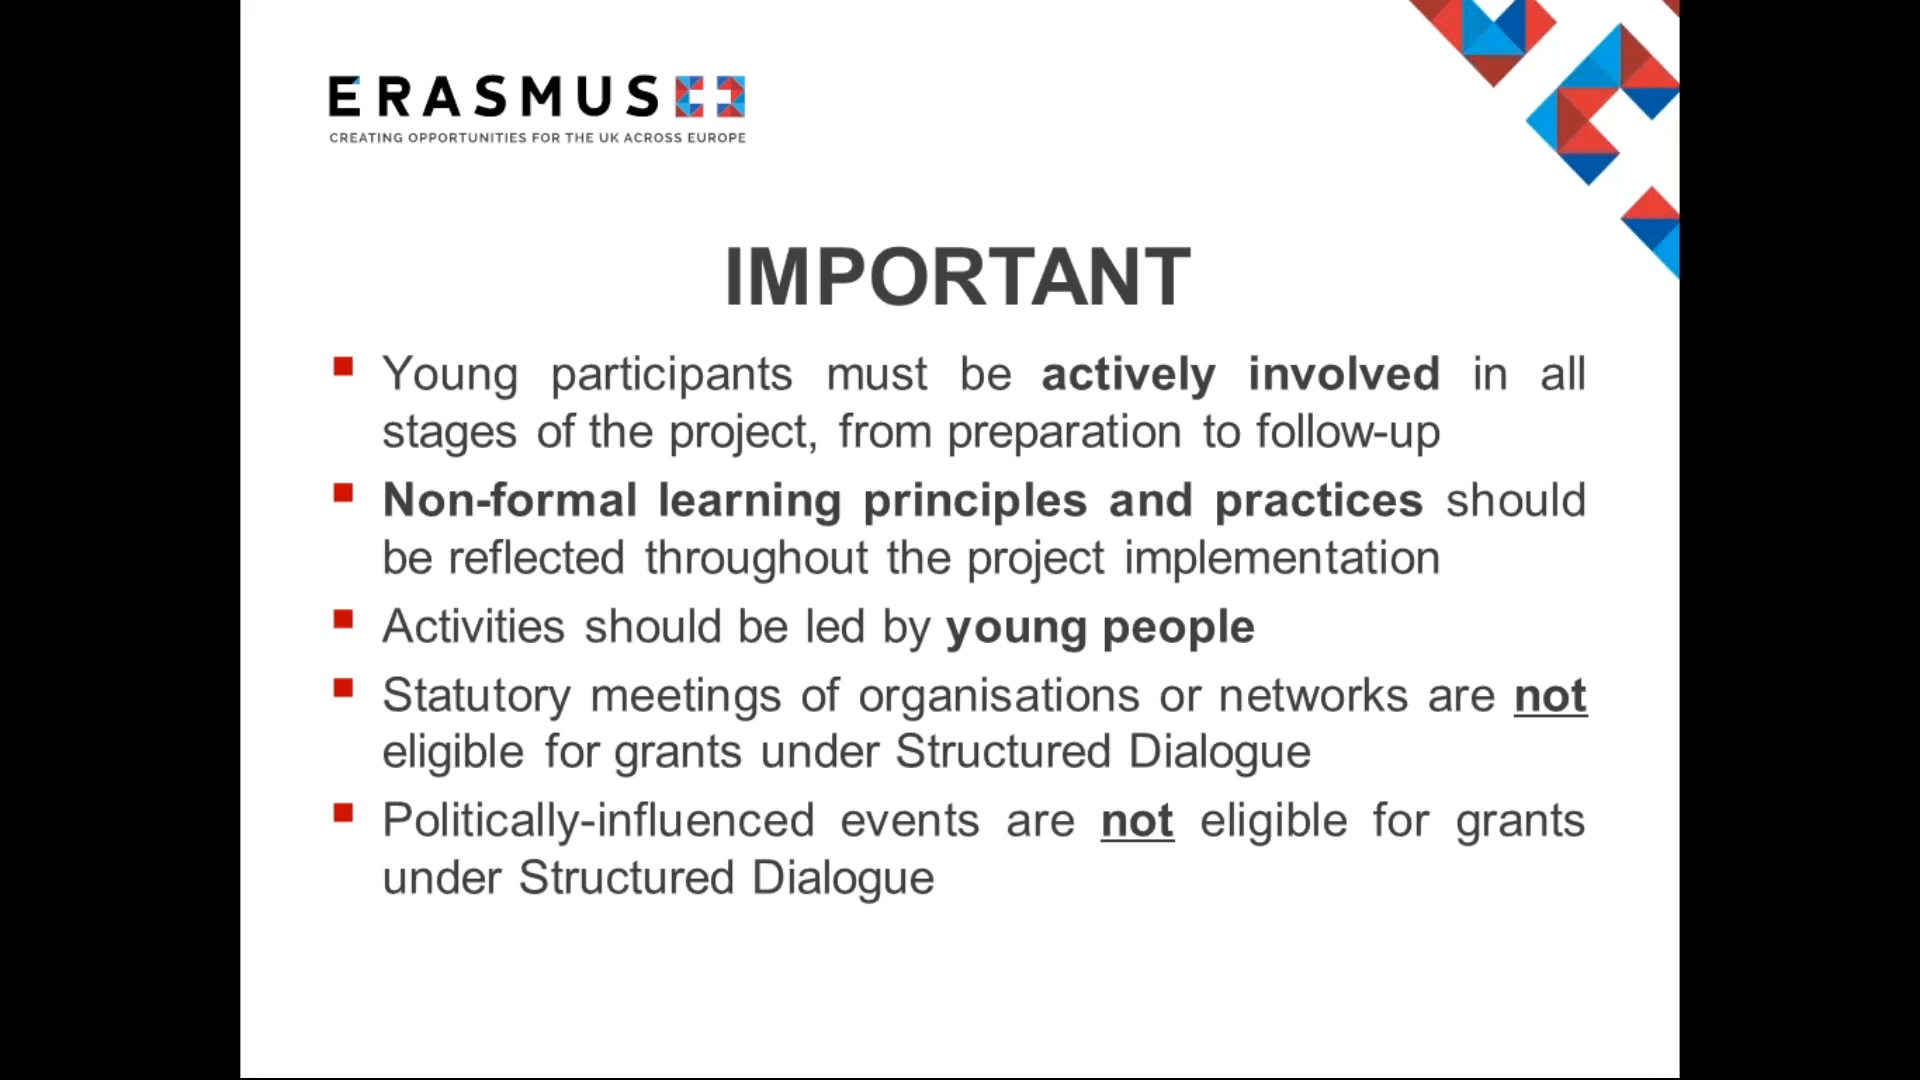 ERASMUS+
CREATING OPPORTUNITIES FOR THE UK ACROSS EUROPE
IMPORTANT
Young participants must be actively involved in all
stages of the project, from preparation to follow-up
Non-formal learning principles and practices should
be reflected throughout the project implementation
Activities should be led by young people
Statutory meetings of organisations or networks are not
eligible for grants under Structured Dialogue
Politically-influenced events are not eligible for grants
under Structured Dialogue